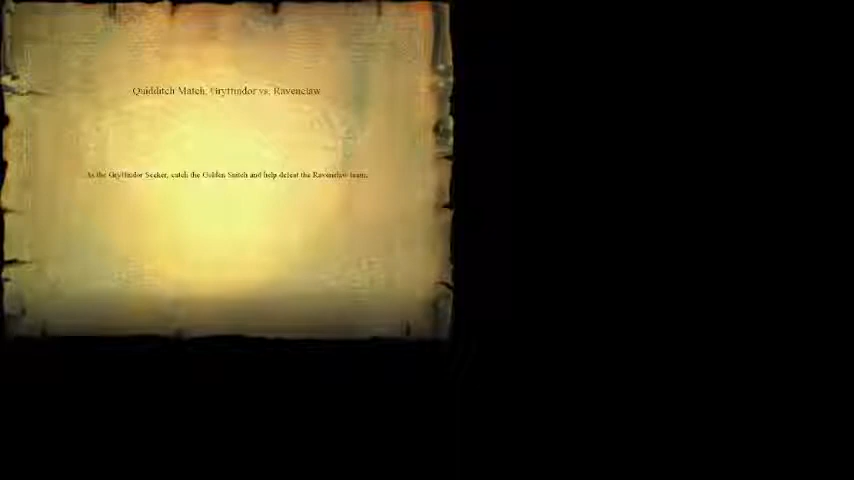 Quidditch Match: Gryffindor vs. Ravenclaw
As the Gryffindor Seeker, catch the Golden Snitch and help defeat the Ravenclaw team.